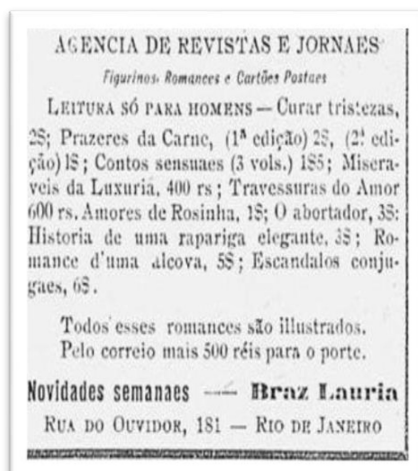 AGENCIA DE REVISTAS E JORNAES
Figurinos, Romances e Cartões Postaes
LEITURA SÓ PARA HOMENS — Curar tristezas,
2$; Prazeres da Carne, (1ª edição) 2$, (2ª edi-
ção) 1$; Contos sensuaes (3 vols.) 1$5; Misera-
veis da Luxuria, 400 rs; Travessuras do Amor
600 rs. Amores de Rosinha, 1$; O abortador, 3$:
Historia de uma rapariga elegante, 3$; Ro-
mance d'uma alcova, 5$; Escandalos conju-
gaes, 6$.
Todos esses romances são illustrados.
Pelo correio mais 500 réis para o porte.
Novidades semanaes — Braz Lauria
RUA DO OUVIDOR, 181 — RIO DE JANEIRO